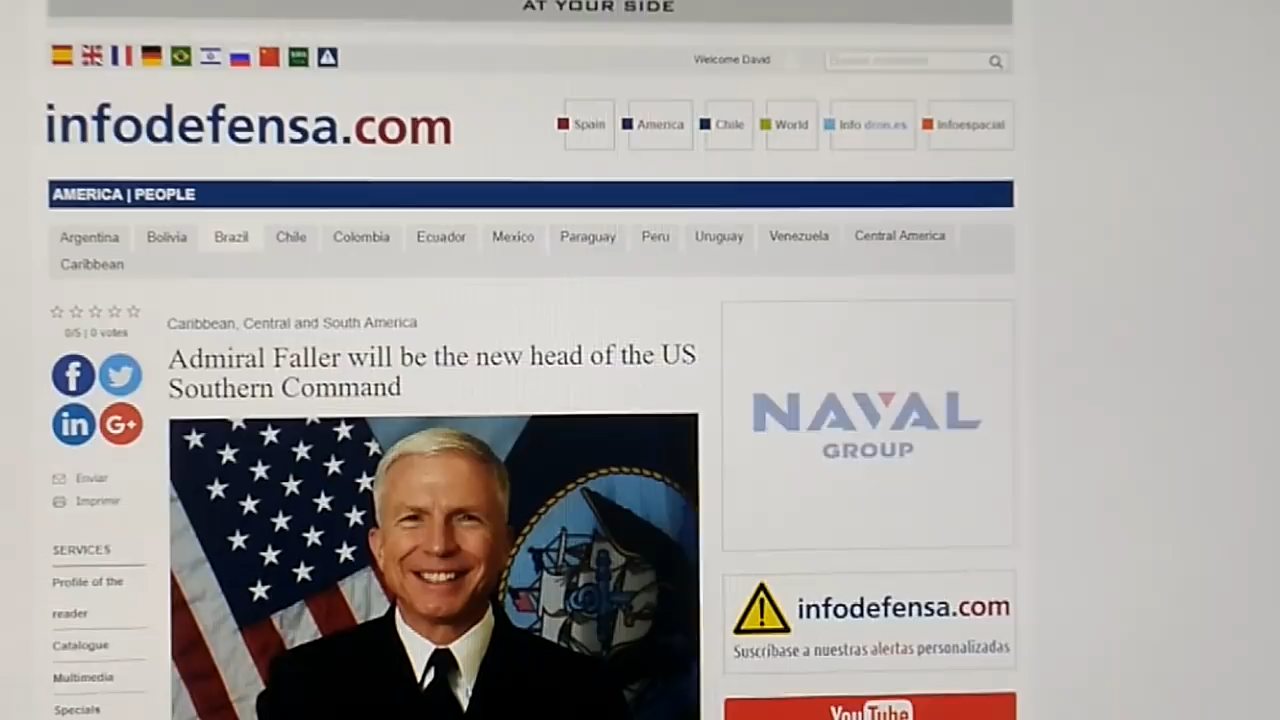 AT YOUR SIDE
Welcome David
infodefensa.com
Spain America Chile World Info dron.es Infoespacial
AMERICA | PEOPLE
Argentina Bolivia Brazil Chile Colombia Ecuador Mexico Paraguay Peru Uruguay Venezuela Central America
Caribbean
0/5 | 0 votes
Caribbean, Central and South America
Admiral Faller will be the new head of the US
Southern Command
f
in G+
Enviar
Imprimir
SERVICES
Profile of the
reader
Catalogue
Multimedia
Specials
NAVAL
GROUP
infodefensa.com
Suscríbase a nuestras alertas personalizadas
YouTube